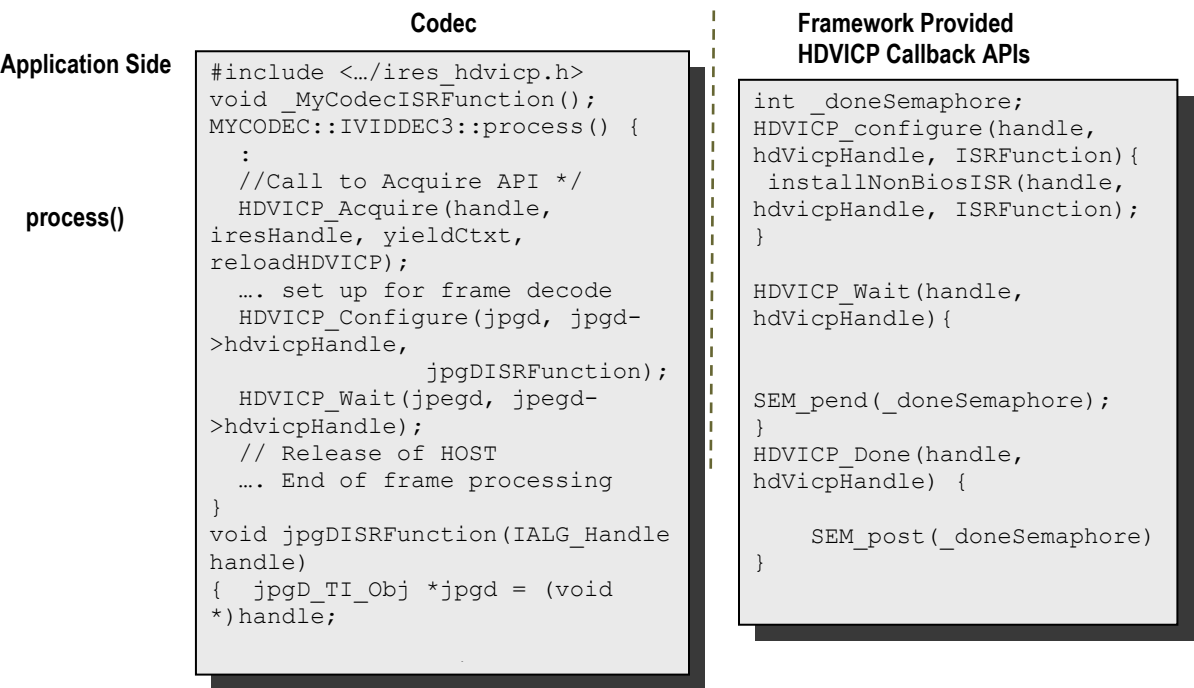 Codec
Framework Provided
HDVICP Callback APIs
Application Side
process()
#include <…/ires_hdvicp.h>
void _MyCodecISRFunction();
MYCODEC::IVIDDEC3::process() {
:
//Call to Acquire API */
HDVICP_Acquire(handle,
iresHandle, yieldCtxt,
reloadHDVICP);
…. set up for frame decode
HDVICP_Configure(jpgd, jpgd-
>hdvicpHandle,
jpgDISRFunction);
HDVICP_Wait(jpegd, jpegd-
>hdvicpHandle);
// Release of HOST
…. End of frame processing
}
void jpgDISRFunction(IALG_Handle
handle)
{ jpgD_TI_Obj *jpgd = (void
*)handle;
int _doneSemaphore;
HDVICP_configure(handle,
hdVicpHandle, ISRFunction){
installNonBiosISR(handle,
hdvicpHandle, ISRFunction);
}
HDVICP_Wait(handle,
hdVicpHandle){
SEM_pend(_doneSemaphore);
}
HDVICP_Done(handle,
hdVicpHandle) {
SEM_post(_doneSemaphore)
}